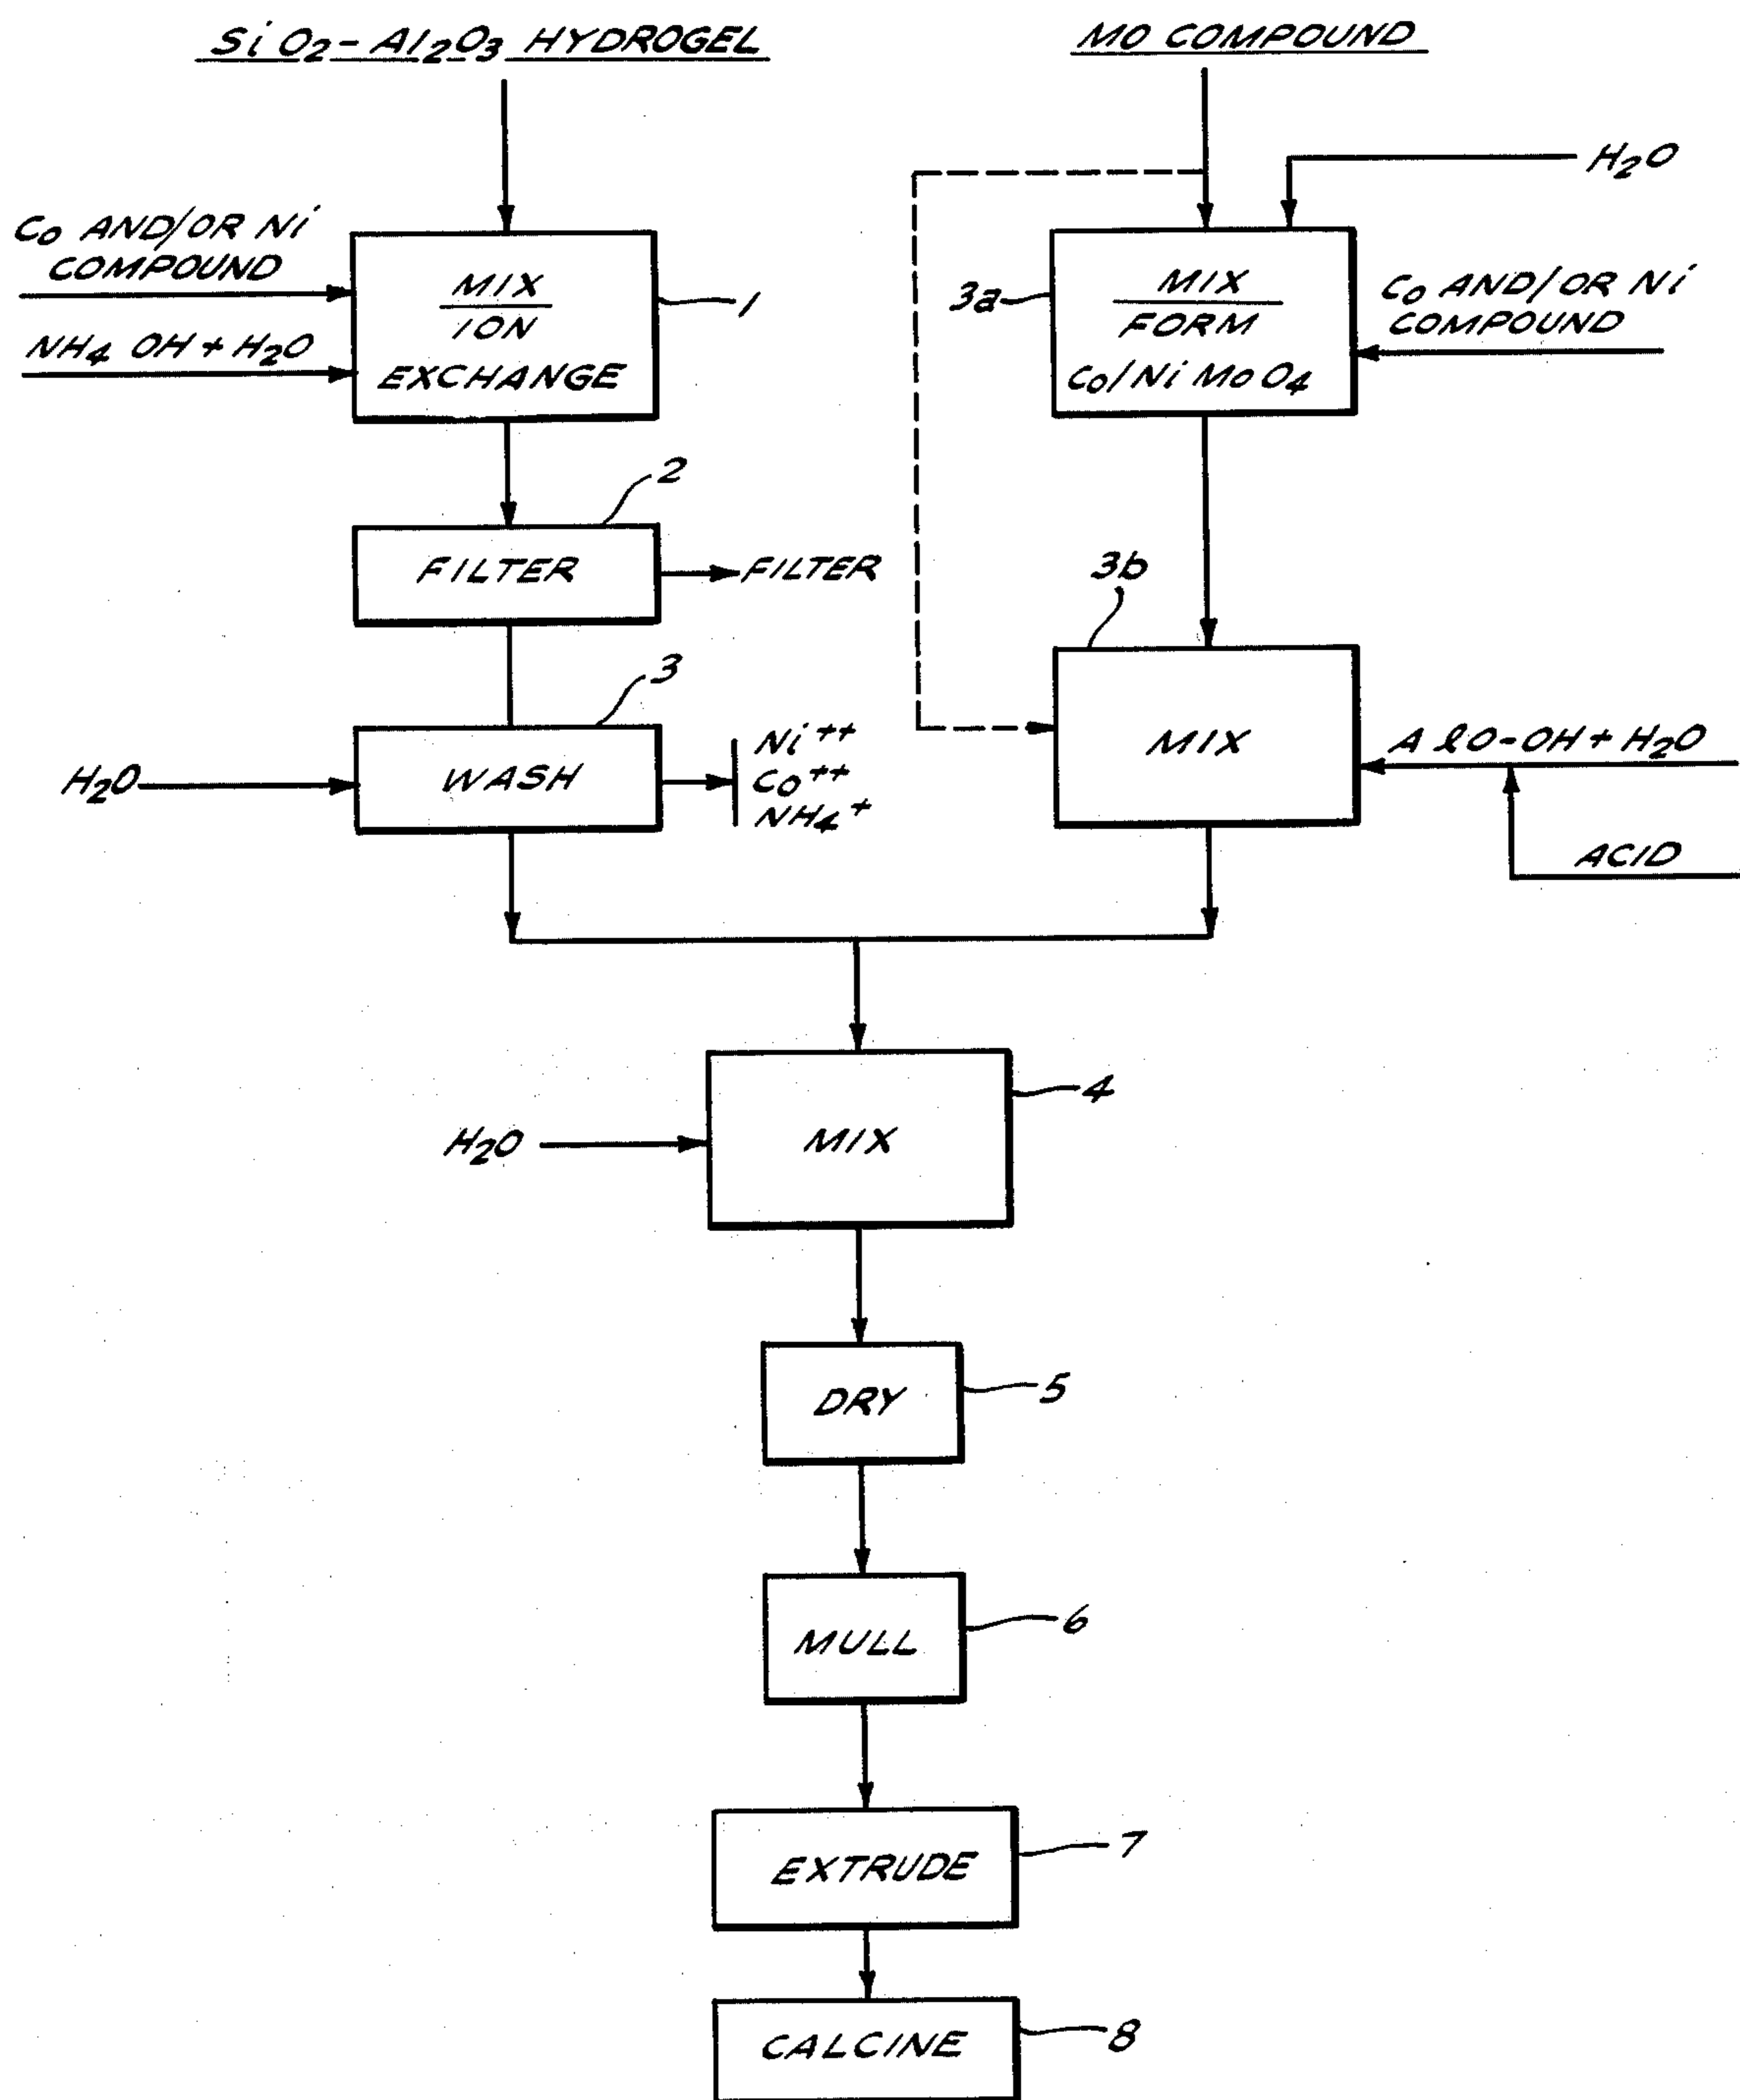 SiO2-Al2O3 HYDROGEL
MO COMPOUND
H2O
Co AND/OR Ni
COMPOUND
NH4 OH + H2O
MIX
ION
EXCHANGE
1
3a
MIX
FORM
Co/Ni MoO4
Co AND/OR Ni
COMPOUND
2
FILTER
FILTER
3b
3
H2O
WASH
Ni++
Co++
NH4+
MIX
AlO-OH + H2O
ACID
4
H2O
MIX
DRY
5
MULL
6
EXTRUDE
7
CALCINE
8